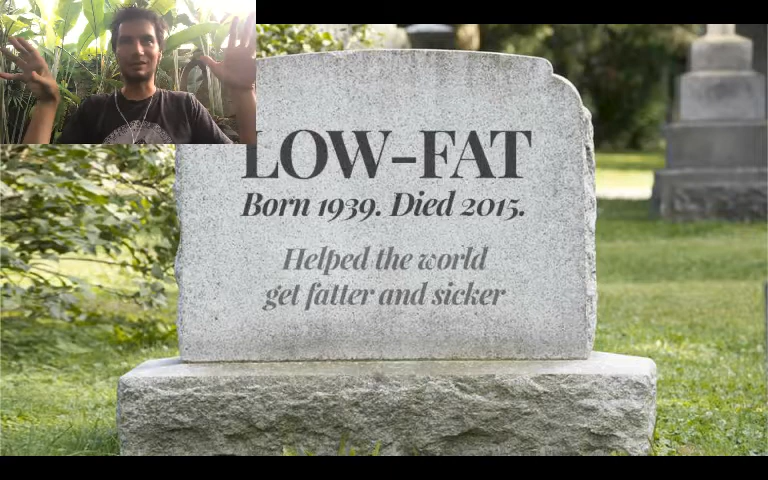 LOW-FAT
Born 1939. Died 2015.
Helped the world
get fatter and sicker